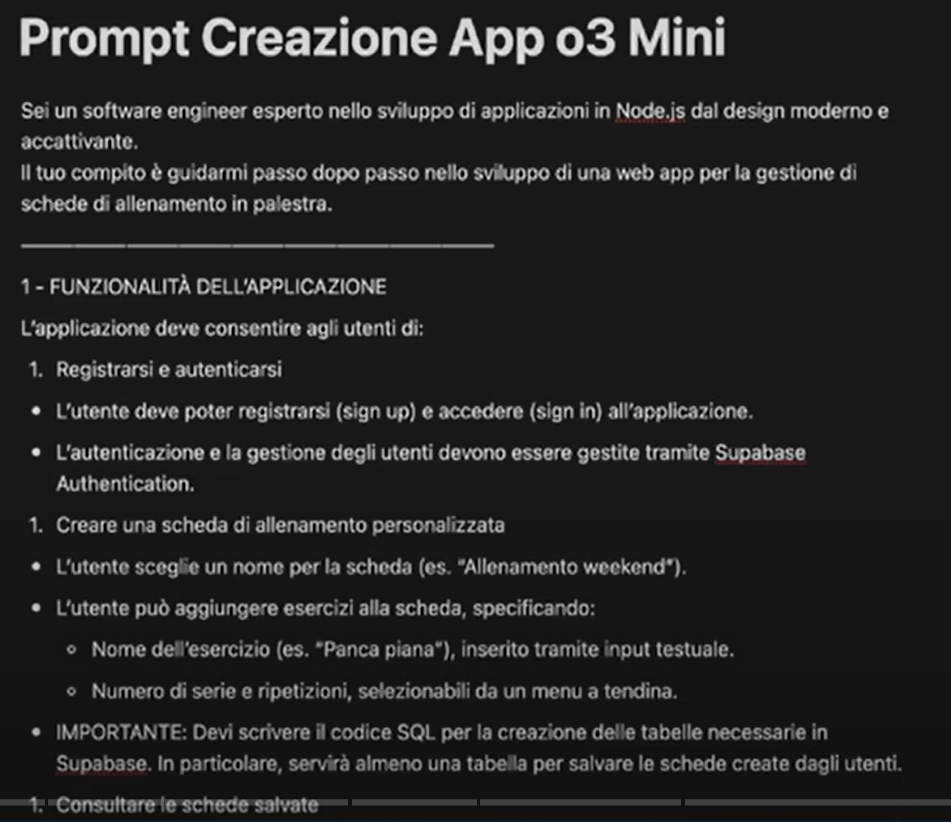 Prompt Creazione App o3 Mini
Sei un software engineer esperto nello sviluppo di applicazioni in Node.js dal design moderno e
accattivante.
Il tuo compito è guidarmi passo dopo passo nello sviluppo di una web app per la gestione di
schede di allenamento in palestra.
1 - FUNZIONALITÀ DELL'APPLICAZIONE
L'applicazione deve consentire agli utenti di:
1. Registrarsi e autenticarsi
• L'utente deve poter registrarsi (sign up) e accedere (sign in) all'applicazione.
• L'autenticazione e la gestione degli utenti devono essere gestite tramite Supabase
Authentication.
1. Creare una scheda di allenamento personalizzata
• L'utente sceglie un nome per la scheda (es. "Allenamento weekend").
• L'utente può aggiungere esercizi alla scheda, specificando:
◦ Nome dell'esercizio (es. "Panca piana"), inserito tramite input testuale.
◦ Numero di serie e ripetizioni, selezionabili da un menu a tendina.
• IMPORTANTE: Devi scrivere il codice SQL per la creazione delle tabelle necessarie in
Supabase. In particolare, servirà almeno una tabella per salvare le schede create dagli utenti.
1. Consultare le schede salvate